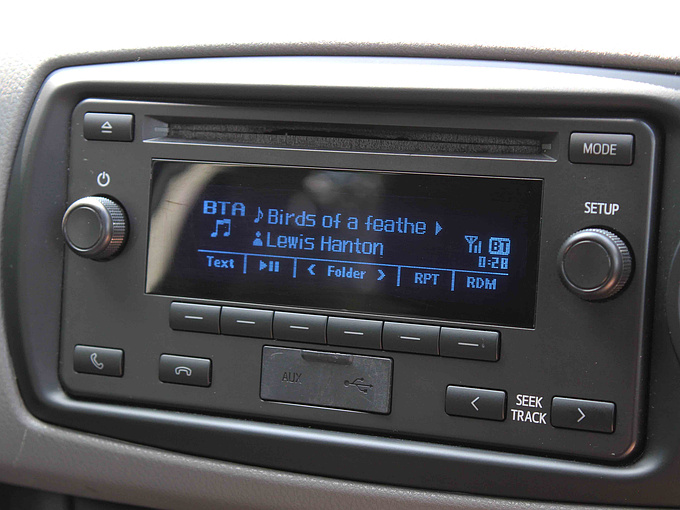 MODE
SETUP
BTA Birds of a feathe
Lewis Hanton
BT
0:28
Text < Folder > RPT RDM
AUX
SEEK
TRACK